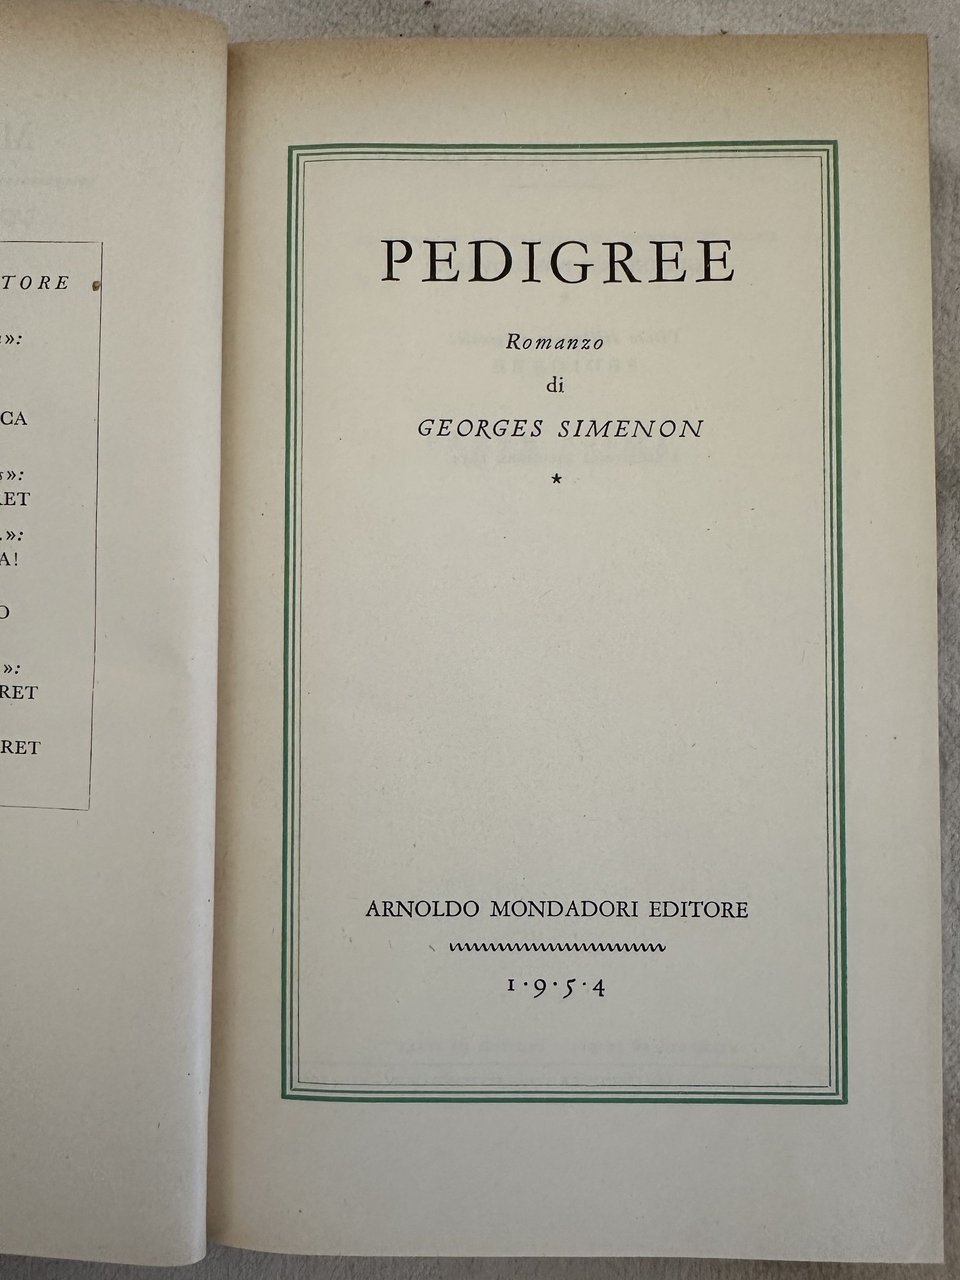 TORE
»:
CA
»:
RET
.»:
A!
O
»:
RET
RET
PEDIGREE
Romanzo
di
GEORGES SIMENON
*
ARNOLDO MONDADORI EDITORE
1·9·5·4